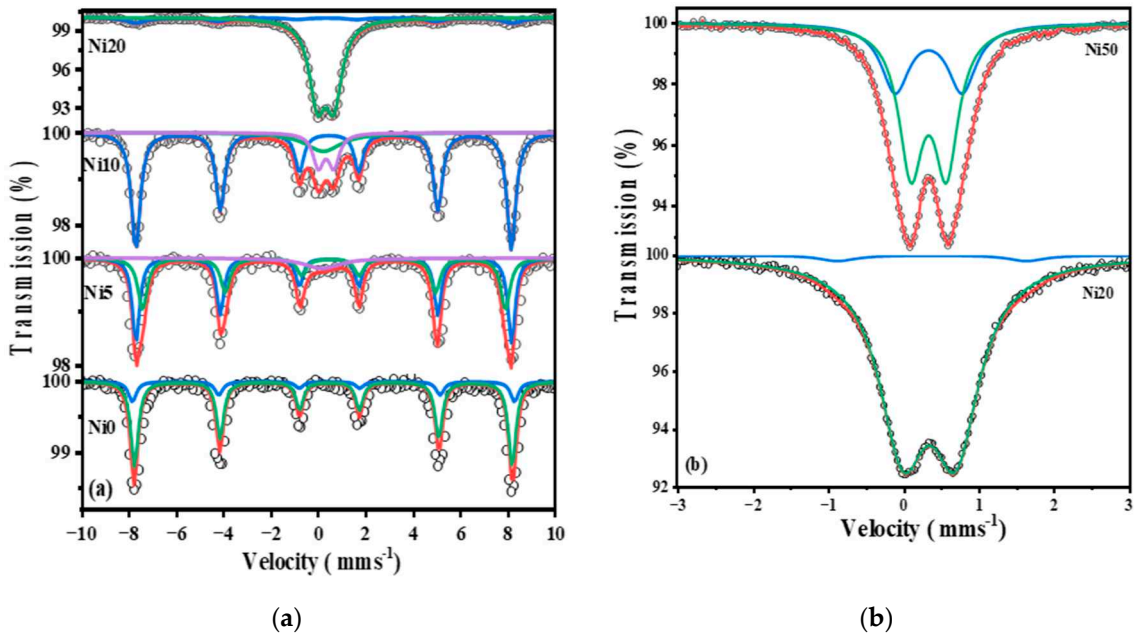 99
Ni20
96
93
100
Ni10
98
100
Ni5
98
100
Ni0
99
(a)
Transmission (%)
−10 −8 −6 −4 −2 0 2 4 6 8 10
Velocity ( mms-1)
(a)
100
Ni50
98
96
94
100
Ni20
98
96
94
92
(b)
Transmission (%)
−3 −2 −1 0 1 2 3
Velocity ( mms-1)
(b)